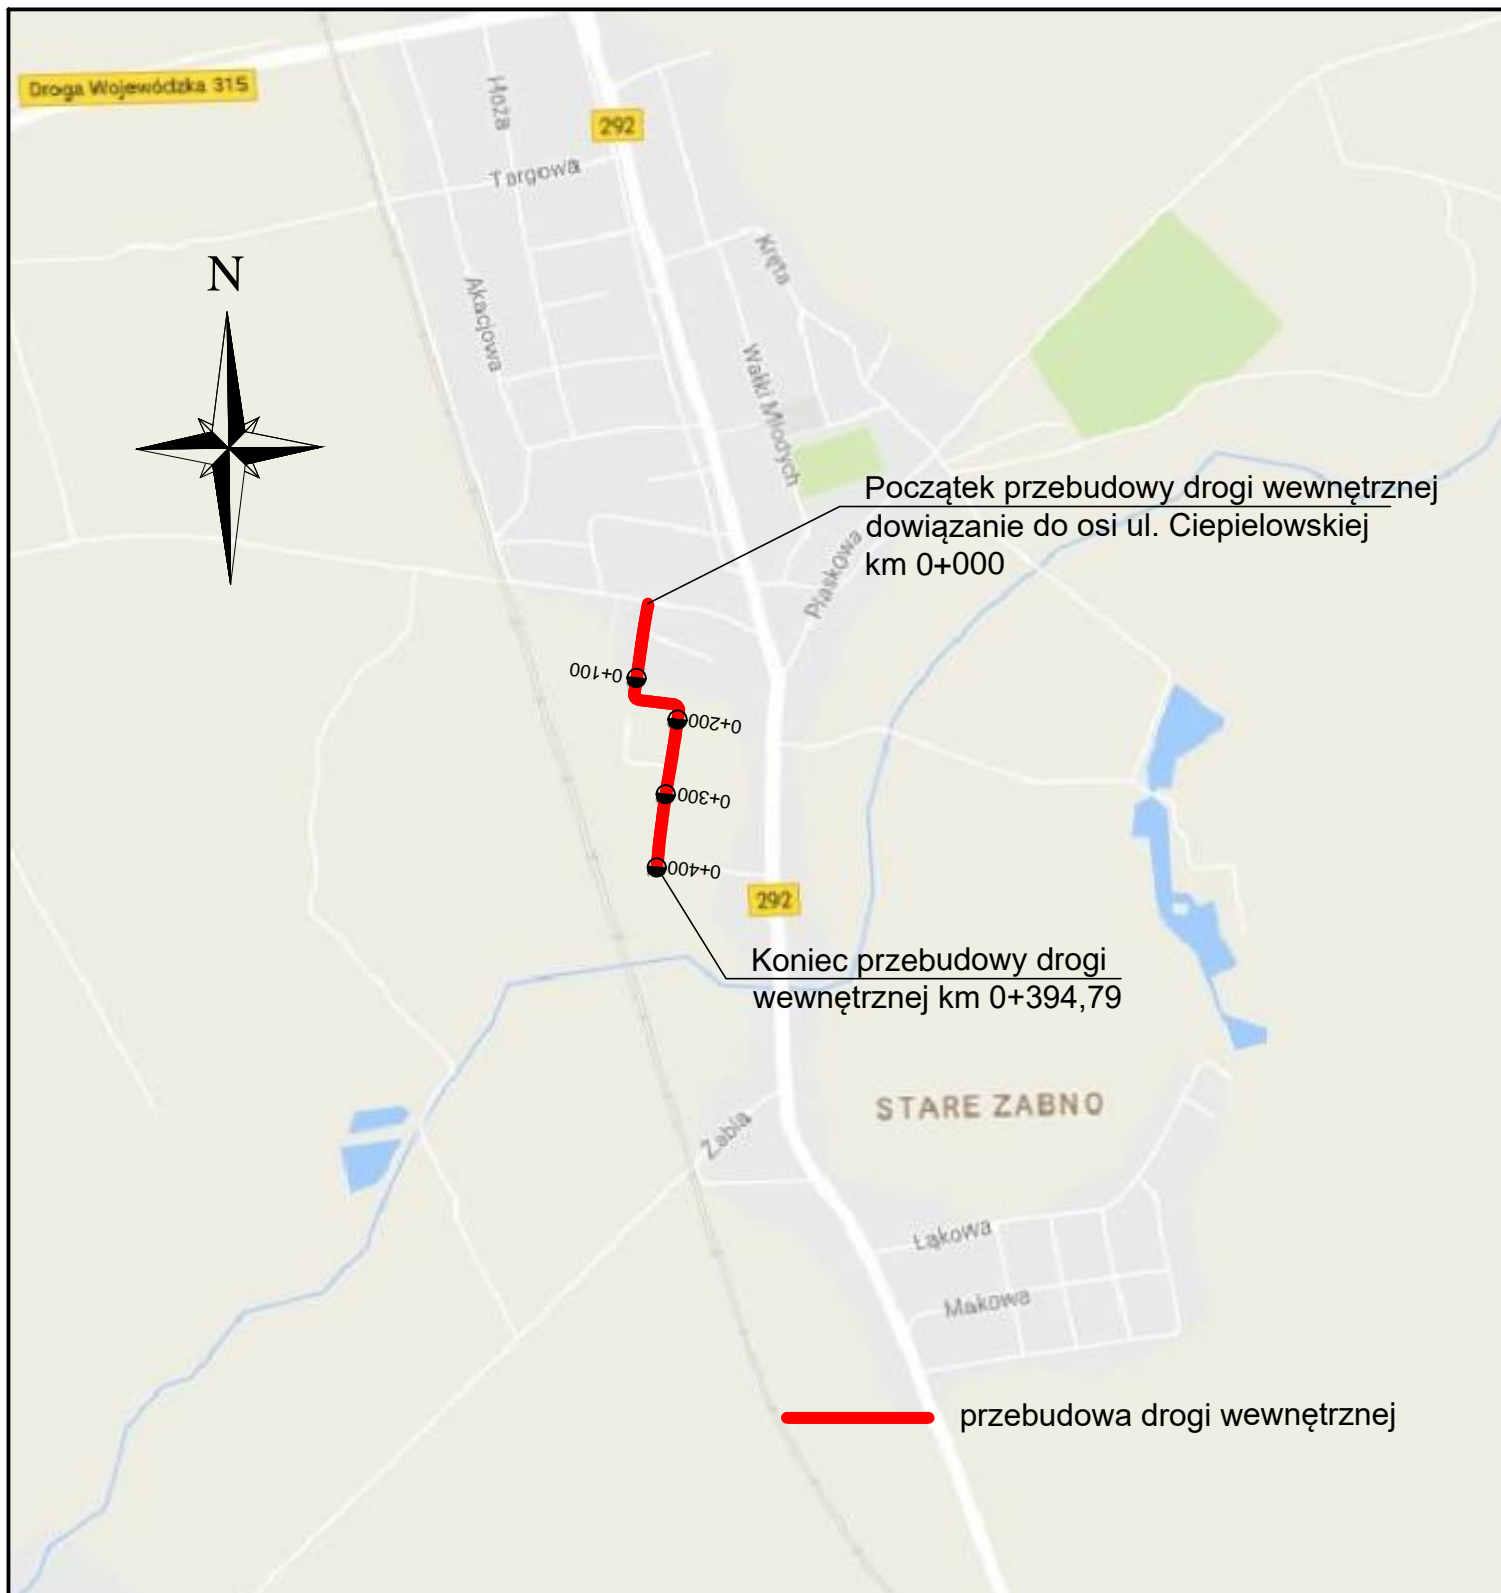 Droga Wojewódzka 315
Hoża
292
Targowa
N
Kręta
Akacjowa
Walki Młodych
Początek przebudowy drogi wewnętrznej
dowiązanie do osi ul. Ciepielowskiej
km 0+000
Piaskowa
0+100
0+200
0+300
0+400
292
Koniec przebudowy drogi
wewnętrznej km 0+394,79
STARE ZABNO
Żabia
Łąkowa
Makowa
przebudowa drogi wewnętrznej